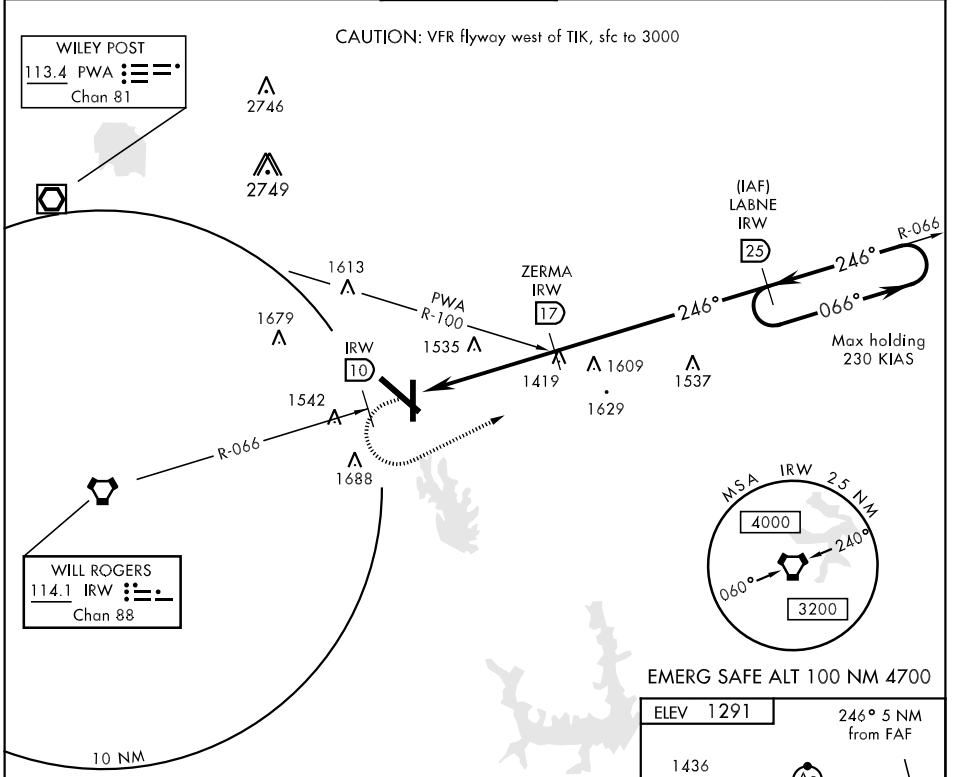 CAUTION: VFR flyway west of TIK, sfc to 3000
WILEY POST
113.4 PWA
Chan 81
2746
2749
(IAF)
LABNE
IRW
25
R-066
246°
066°
Max holding
230 KIAS
1613
ZERMA
IRW
17
PWA
R-100
246°
1679
1535
IRW
10
1419
1609
1537
1629
1542
R-066
1688
MSA IRW 25 NM
4000
240°
060°
3200
WILL ROGERS
114.1 IRW
Chan 88
EMERG SAFE ALT 100 NM 4700
ELEV 1291
246° 5 NM
from FAF
1436
10 NM